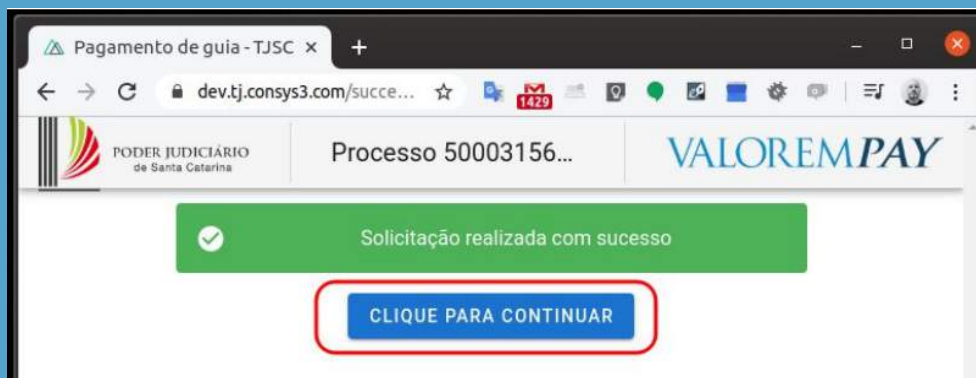 Pagamento de guia - TJSC
dev.tj.consys3.com/succe...
1429
PODER JUDICIÁRIO
de Santa Catarina
Processo 50003156...
VALOREMPAY
Solicitação realizada com sucesso
CLIQUE PARA CONTINUAR